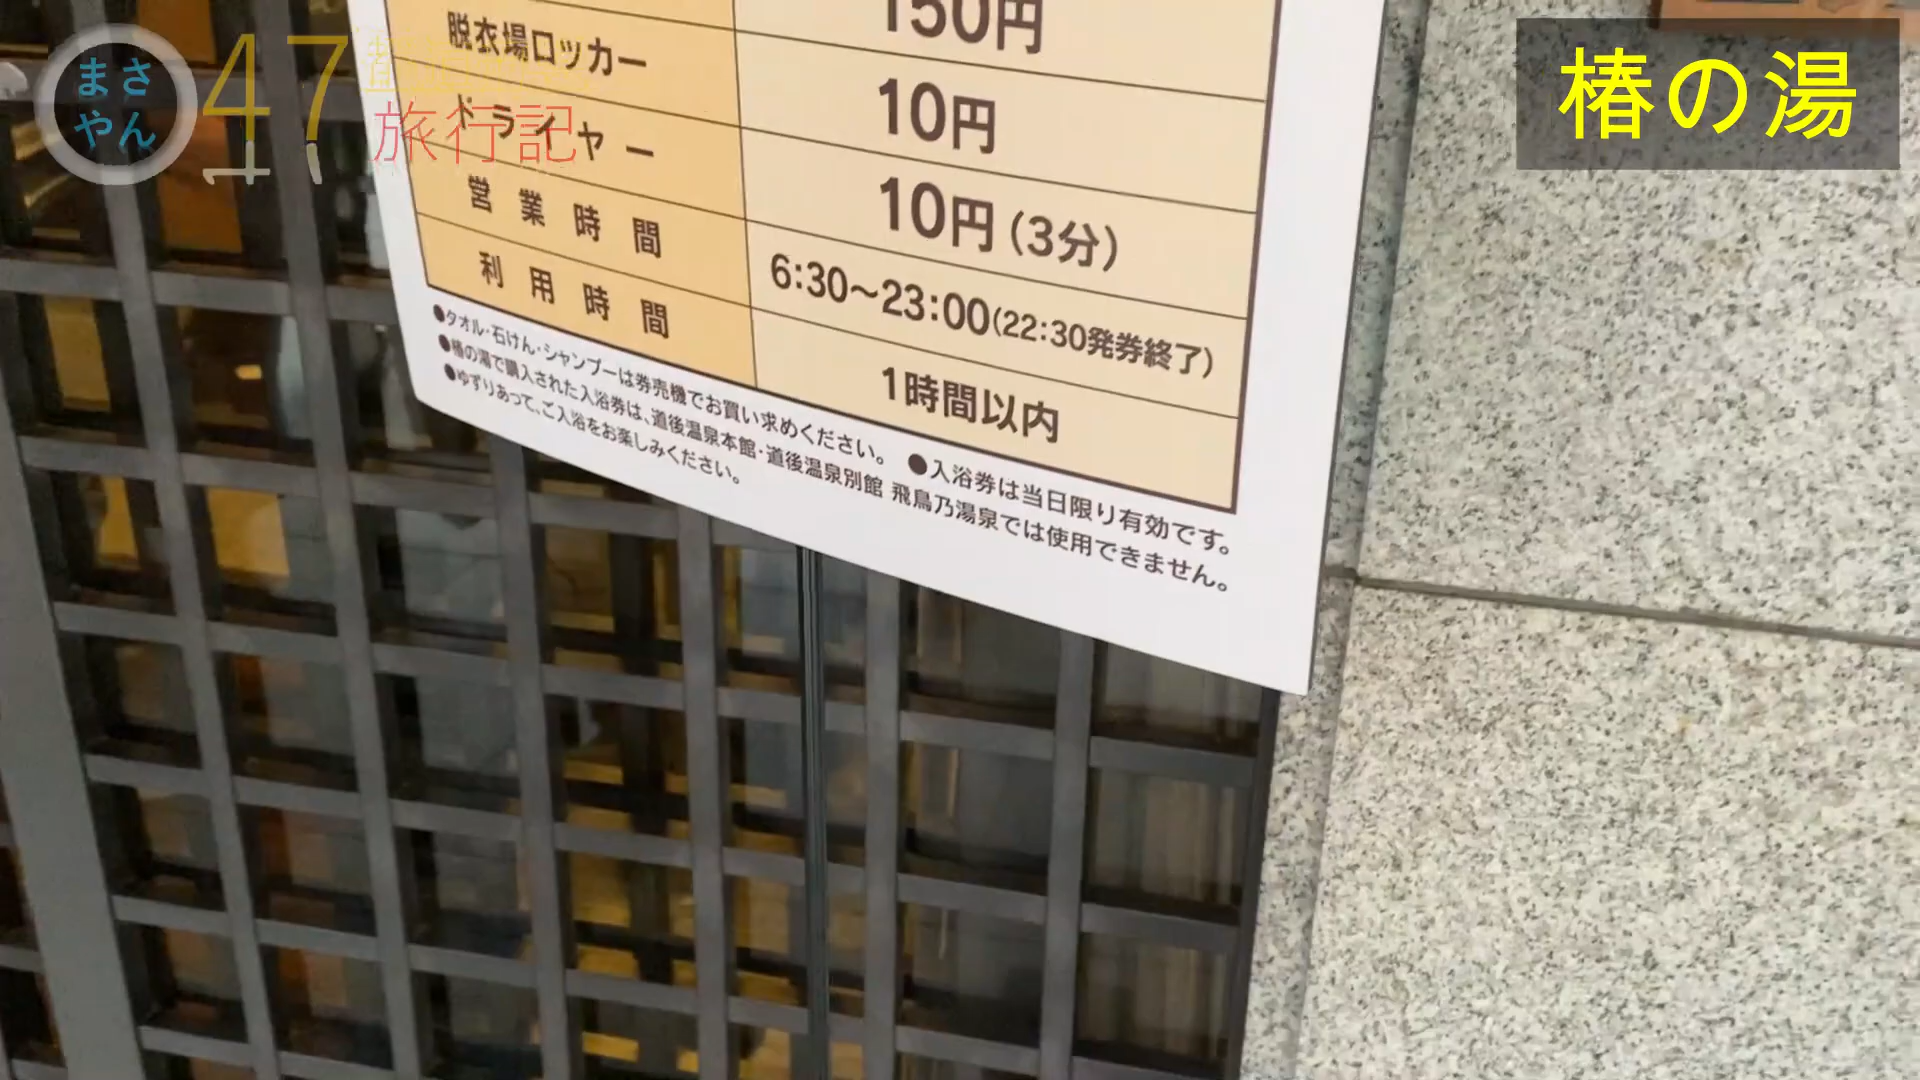 まさ
やん
47
旅行記
椿の湯
150円
脱衣場ロッカー 10円
ドライヤー 10円(3分)
営業時間 6:30~23:00(22:30発券終了)
利用時間 1時間以内
●タオル・石けん・シャンプーは券売機でお買い求めください。 ●入浴券は当日限り有効です。
●椿の湯で購入された入浴券は、道後温泉本館・道後温泉別館 飛鳥乃湯泉では使用できません。
●ゆずりあって、ご入浴をお楽しみください。